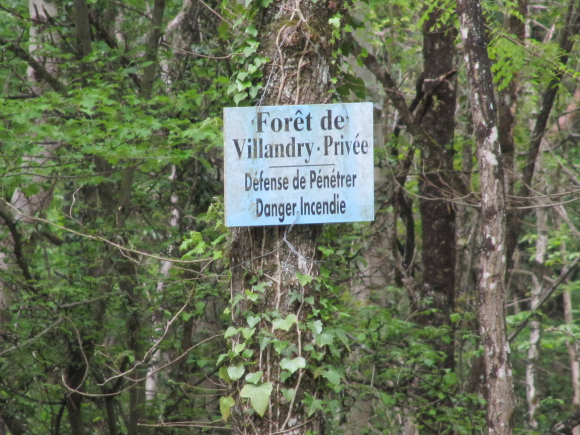 Forêt de
Villandry · Privée
Défense de Pénétrer
Danger Incendie